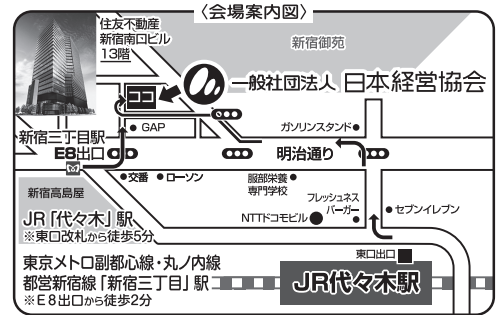 〈会場案内図〉
住友不動産
新宿南口ビル
13階
新宿御苑
ココ
一般社団法人 日本経営協会
GAP
ガソリンスタンド
新宿三丁目駅
E8出口
明治通り
交番
ローソン
服部栄養
専門学校
新宿高島屋
フレッシュネス
バーガー
セブンイレブン
NTTドコモビル
JR「代々木」駅
※東口改札から徒歩5分
東口出口
東京メトロ副都心線・丸ノ内線
都営新宿線「新宿三丁目」駅
※E8出口から徒歩2分
JR代々木駅